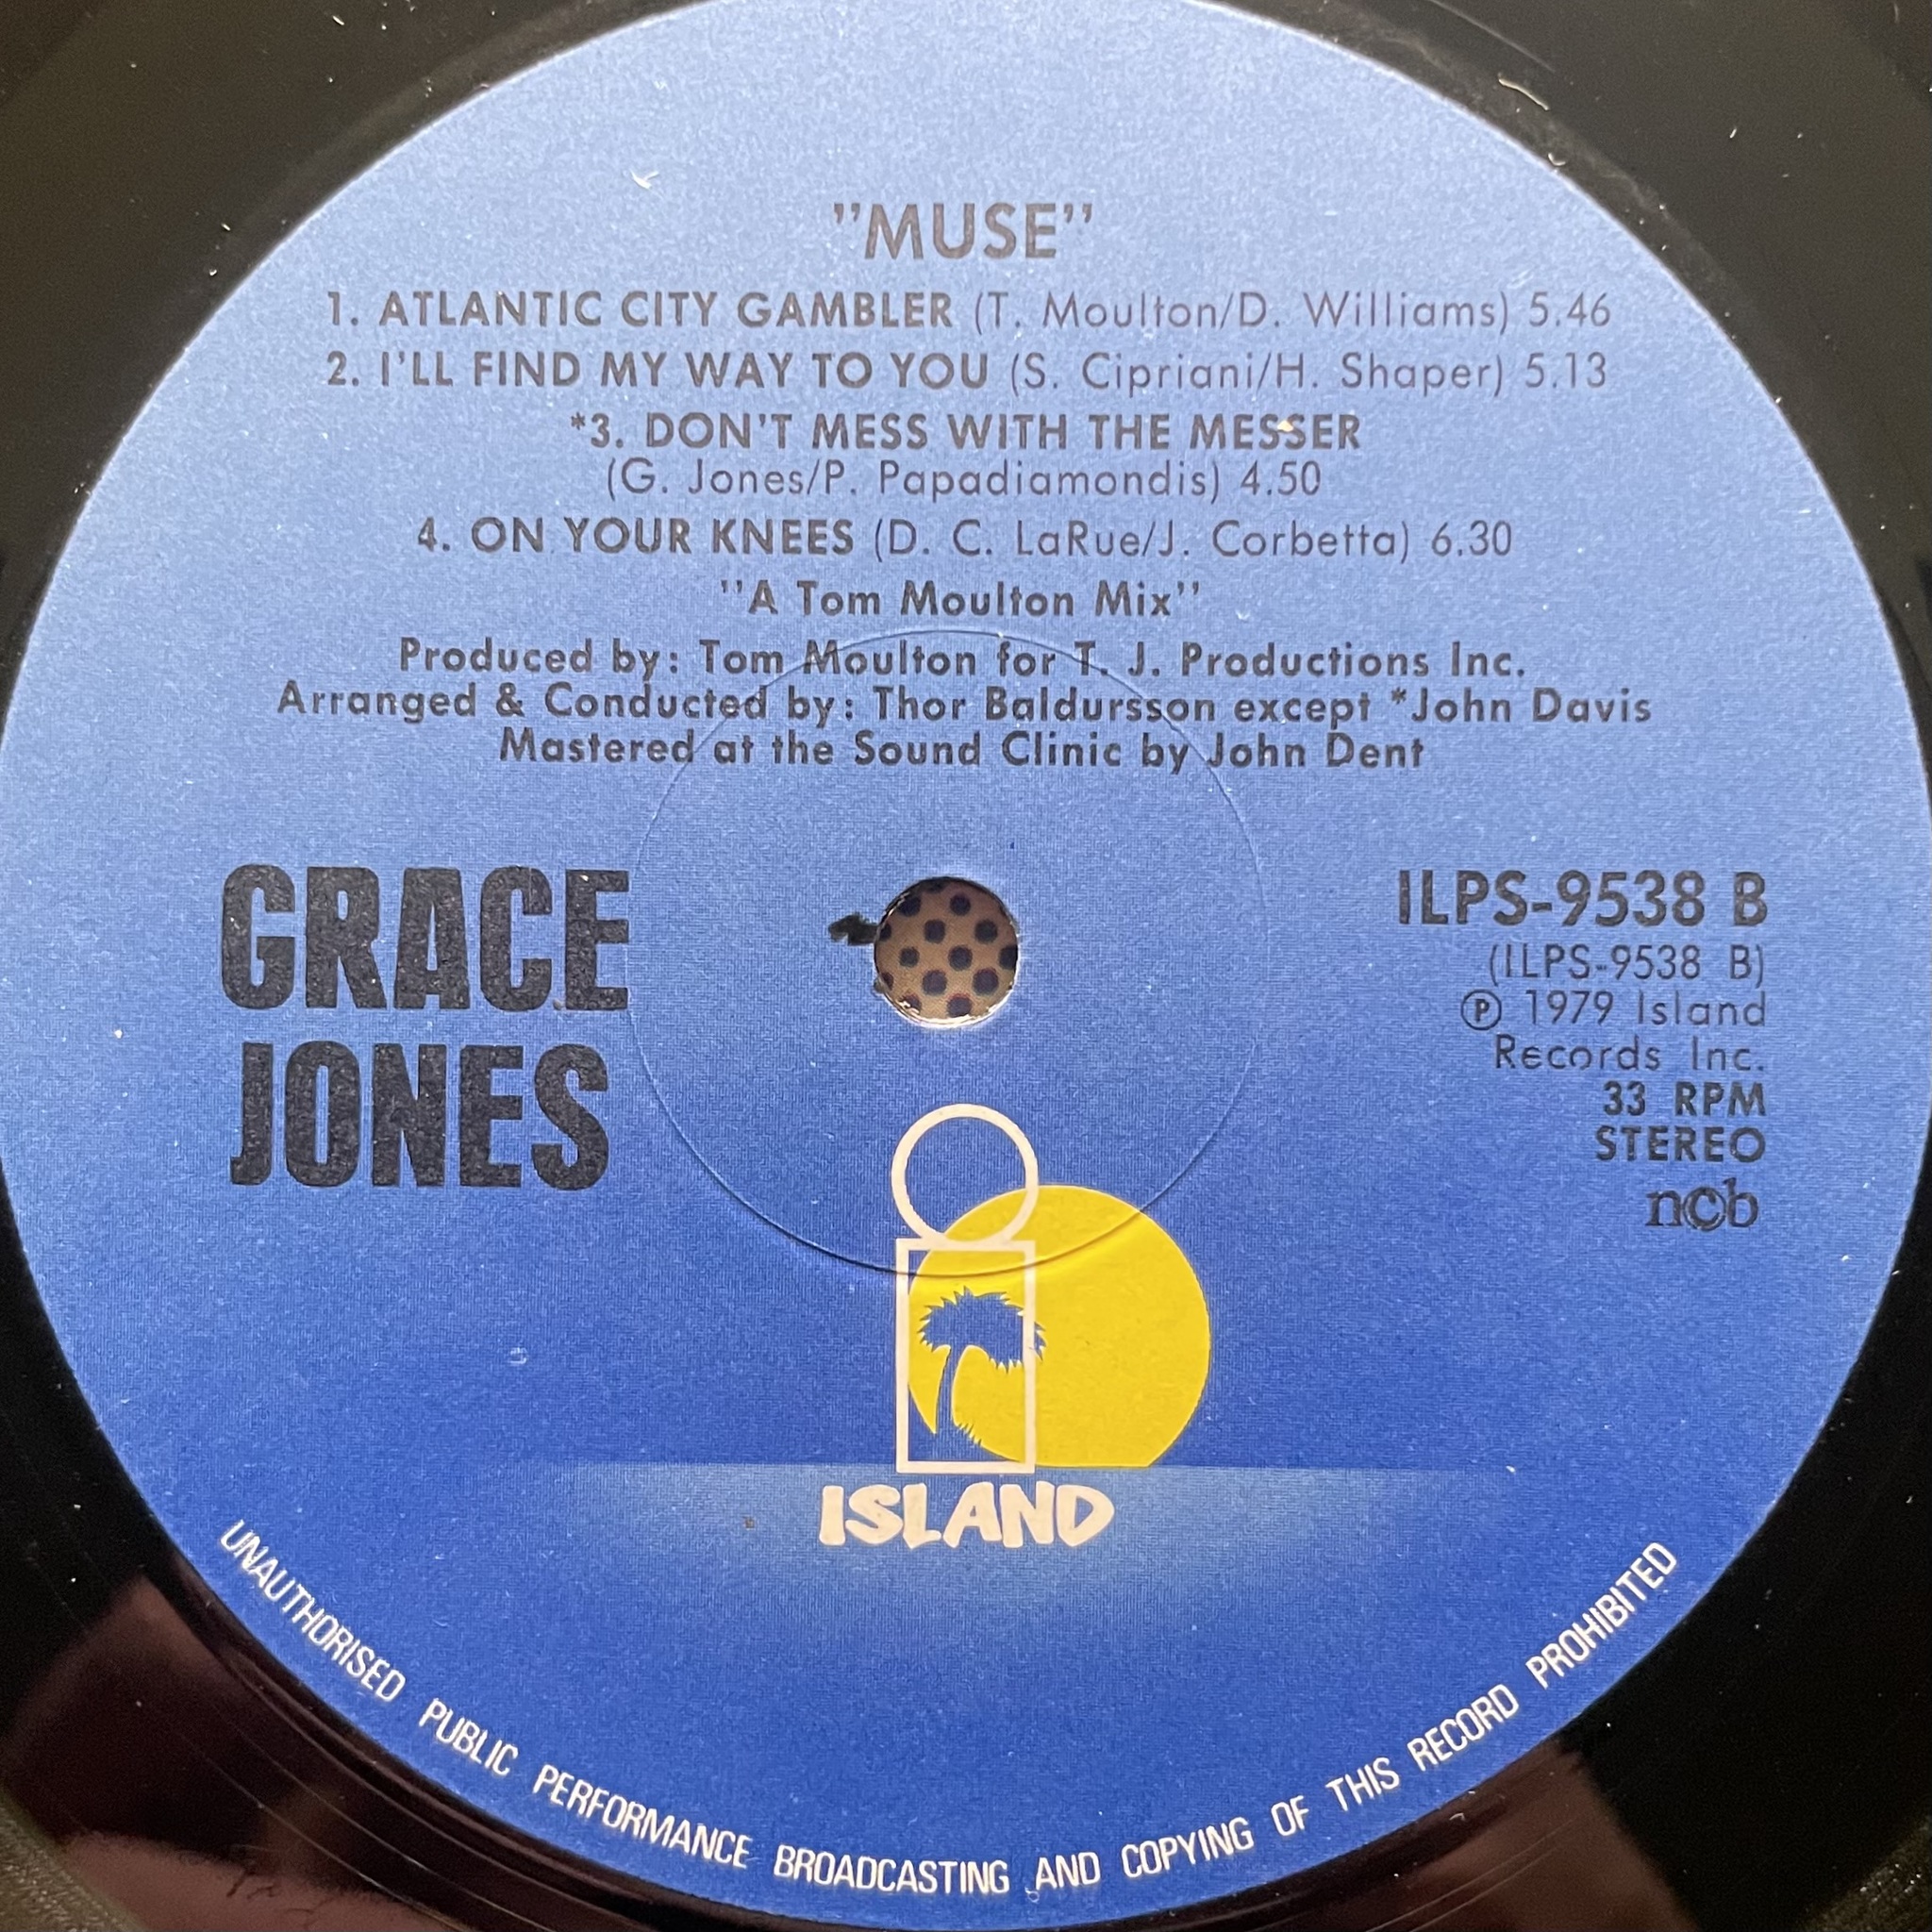 "MUSE"
1. ATLANTIC CITY GAMBLER (T. Moulton/D. Williams) 5.46
2. I'LL FIND MY WAY TO YOU (S. Cipriani/H. Shaper) 5.13
*3. DON'T MESS WITH THE MESSER
(G. Jones/P. Papadiamondis) 4.50
4. ON YOUR KNEES (D. C. LaRue/J. Corbetta) 6.30
"A Tom Moulton Mix"
Produced by: Tom Moulton for T. J. Productions Inc.
Arranged & Conducted by: Thor Baldursson except *John Davis
Mastered at the Sound Clinic by John Dent
GRACE
JONES
ILPS-9538 B
(ILPS-9538 B)
Ⓟ 1979 Island
Records Inc.
33 RPM
STEREO
ncb
ISLAND
UNAUTHORISED PUBLIC PERFORMANCE BROADCASTING AND COPYING OF THIS RECORD PROHIBITED